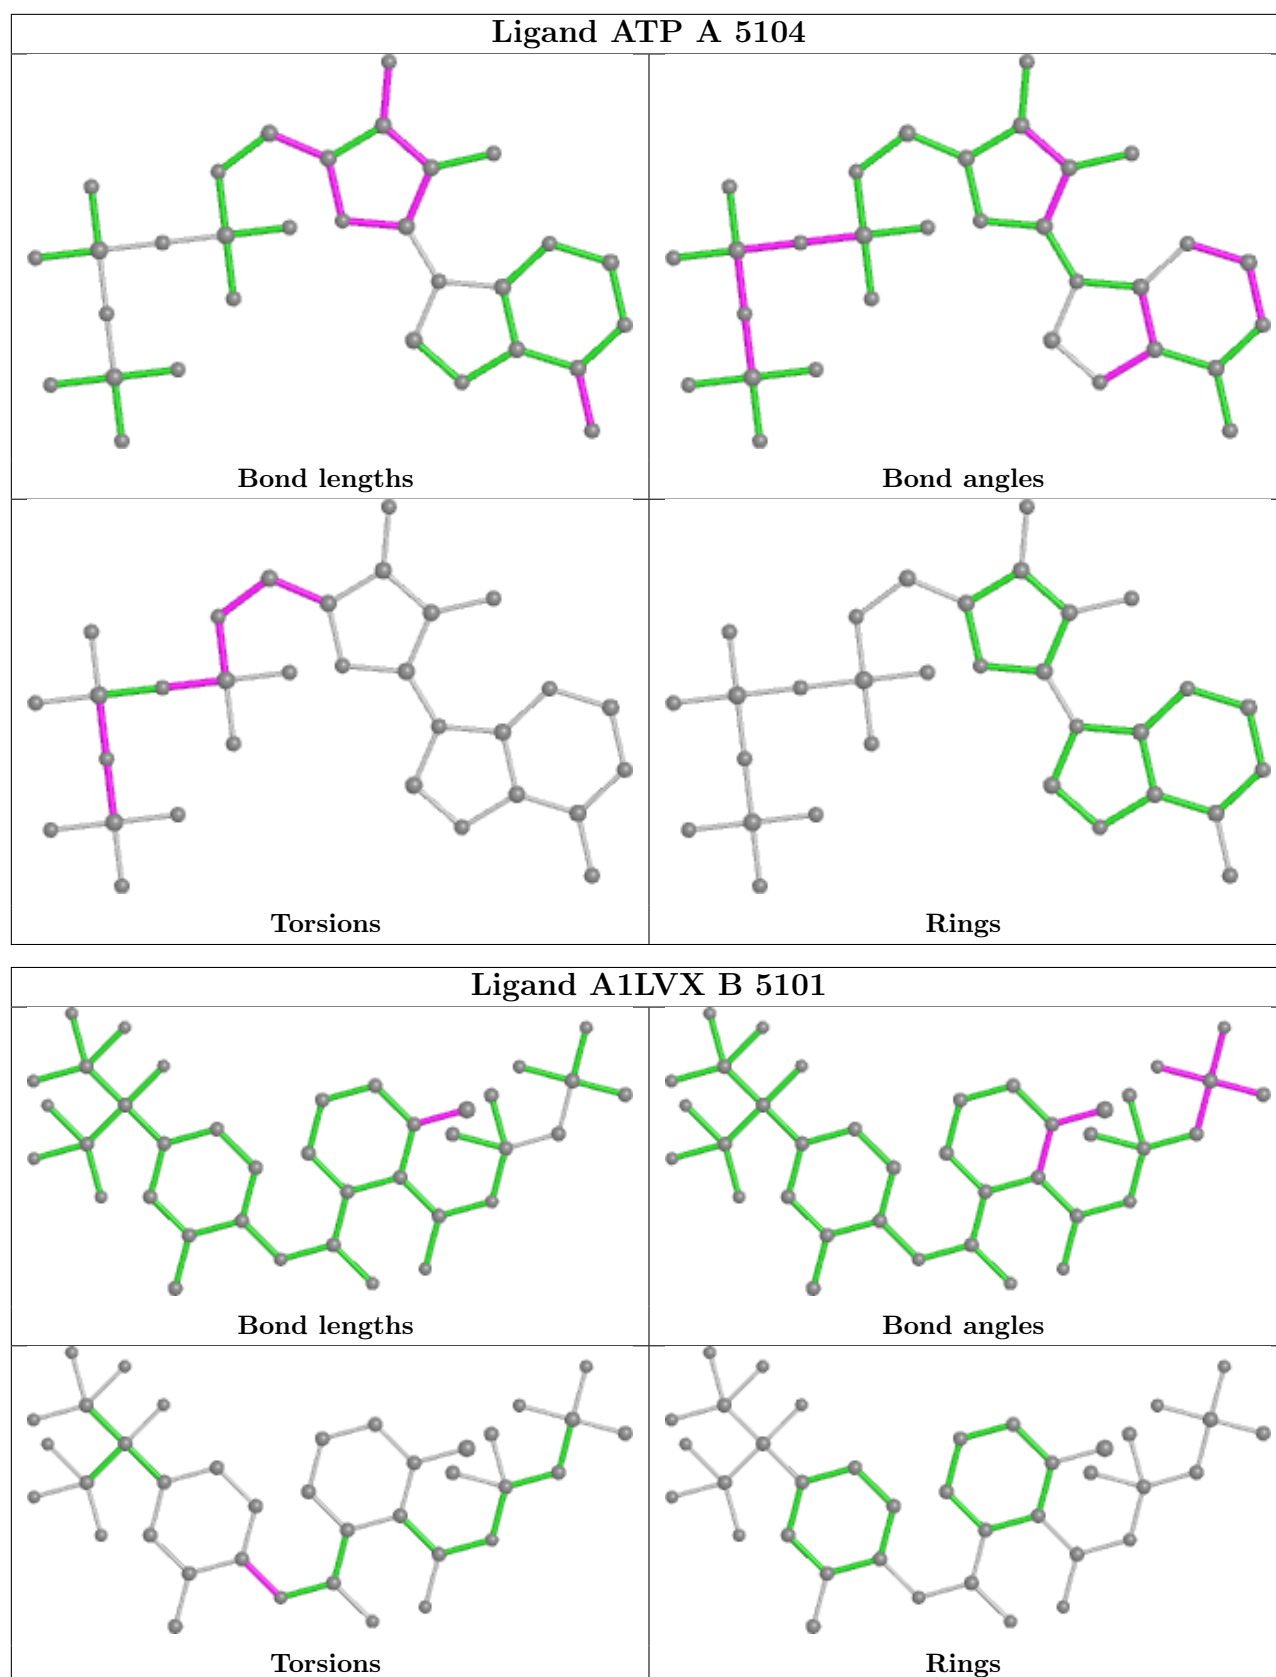 Ligand ATP A 5104
Bond lengths
Bond angles
Torsions
Rings
Ligand A1LVX B 5101
Bond lengths
Bond angles
Torsions
Rings